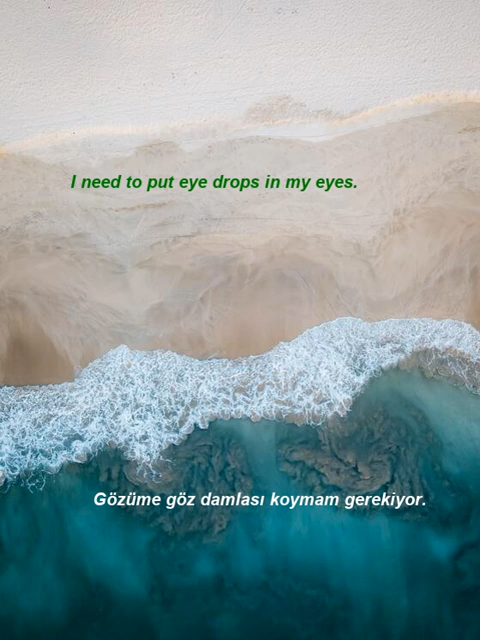 I need to put eye drops in my eyes.
Gözüme göz damlası koymam gerekiyor.